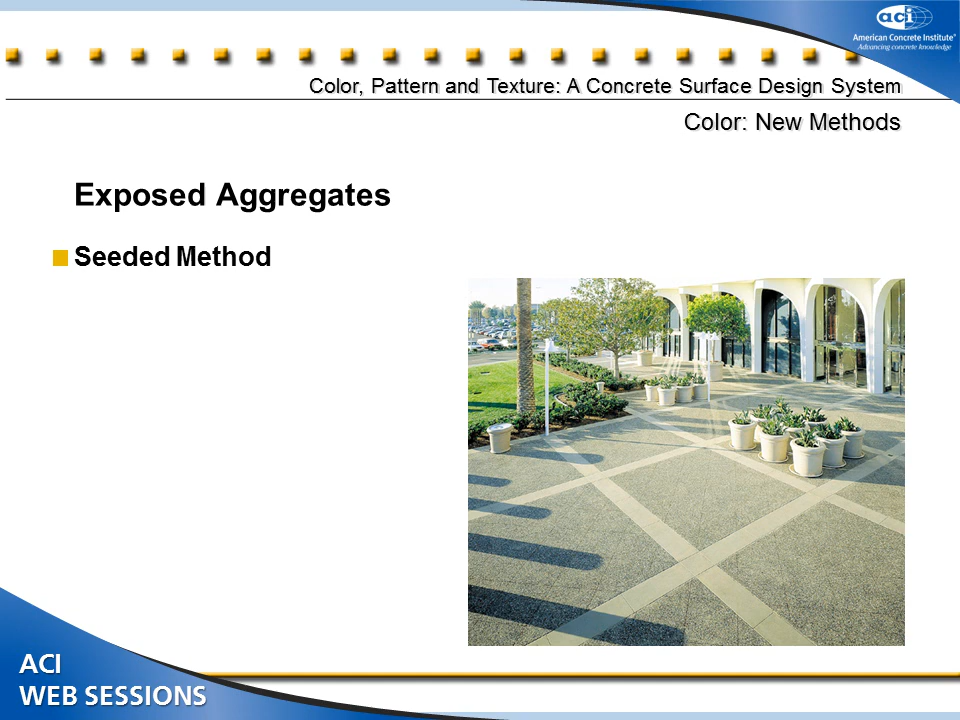 aci
American Concrete Institute®
Advancing concrete knowledge
Color, Pattern and Texture: A Concrete Surface Design System
Color: New Methods
Exposed Aggregates
Seeded Method
ACI
WEB SESSIONS